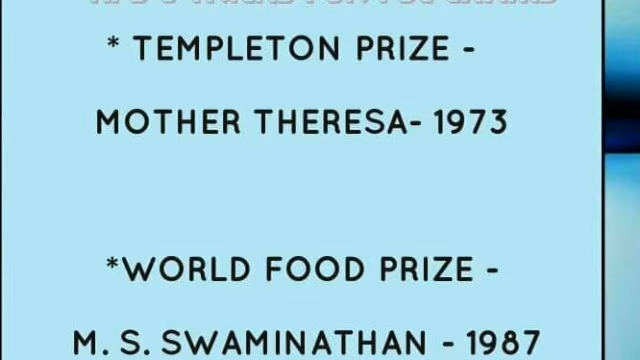 * TEMPLETON PRIZE -
MOTHER THERESA- 1973
*WORLD FOOD PRIZE -
M. S. SWAMINATHAN - 1987